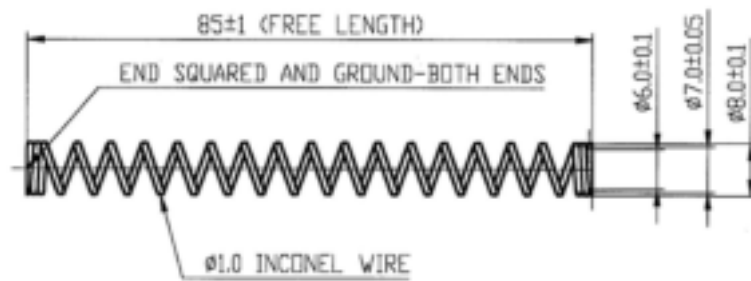 85±1 (FREE LENGTH)
END SQUARED AND GROUND-BOTH ENDS
ø6.0±0.1
ø7.0±0.05
ø8.0±0.1
ø1.0 INCONEL WIRE